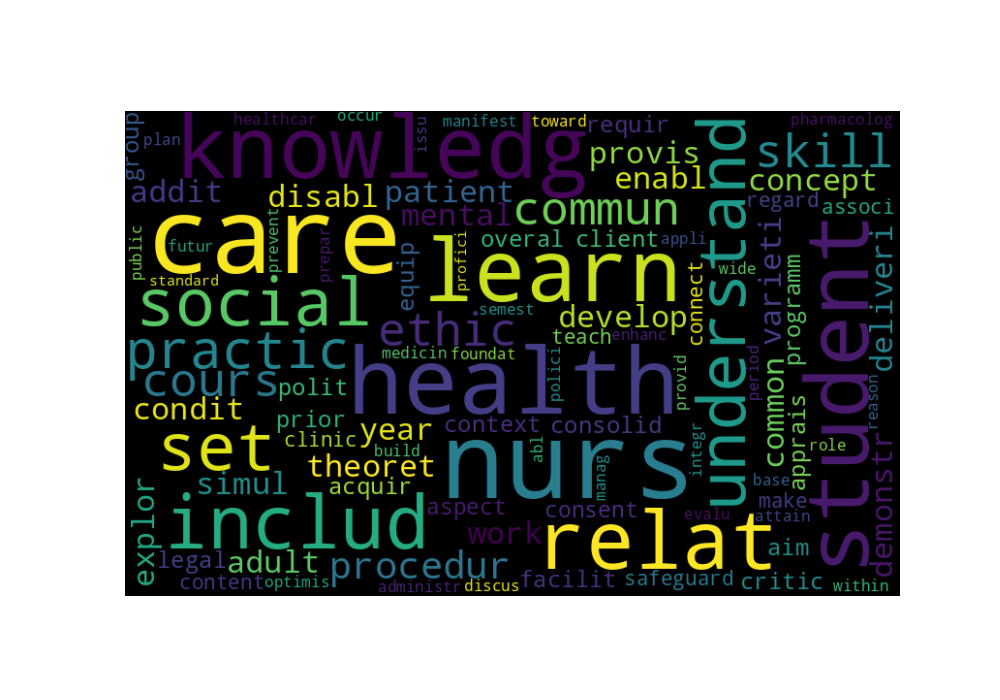 healthcar
occur
issu
manifest
toward
requir
pharmacolog
group
plan
knowledg
provis
understand
skill
enabl
concept
addit
disabl
patient
mental
commun
regard
associ
public
futur
care
prevent
prepar
standard
equip
profici
overal
client
appli
learn
connect
wide
varieti
programm
student
deliveri
social
semest
develop
ethic
teach
enhanc
practic
medicin
foundat
health
polici
provid
period
common
reason
cours
polit
condit
prior
clinic
year
context
consolid
abl
build
integr
apprais
role
set
theoret
nurs
manag
base
demonstr
simul
acquir
explor
includ
aspect
work
consent
relat
evalu
make
attain
legal
adult
procedur
aim
content
optimis
administr
discus
facilit
safeguard
critic
within